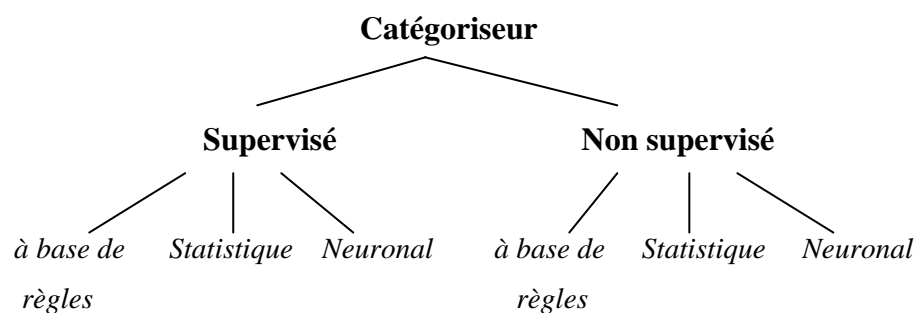 Catégoriseur
Supervisé Non supervisé
à base de Statistique Neuronal à base de Statistique Neuronal
règles règles